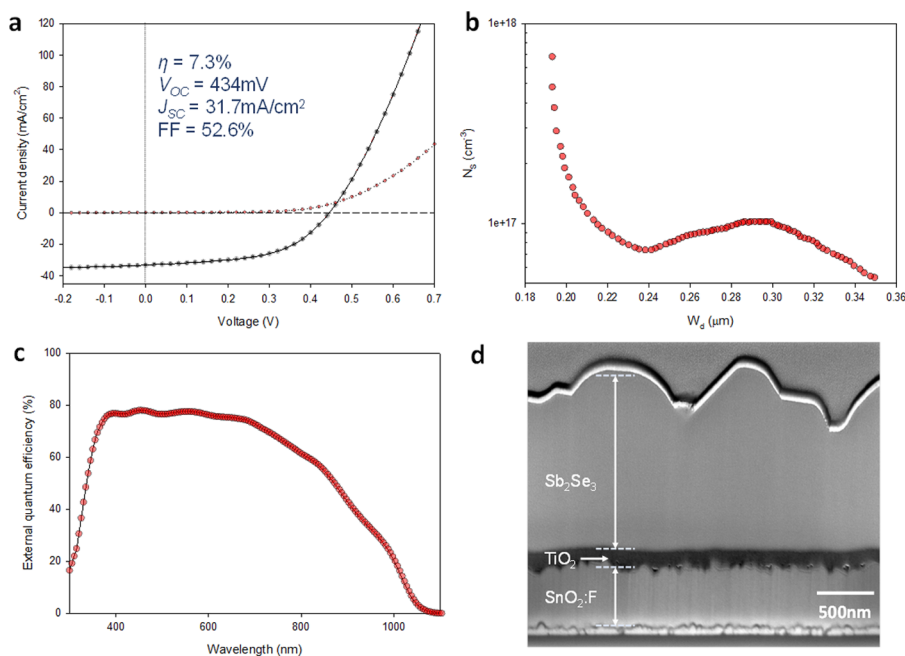 a
120
100
80
60
40
20
0
-20
-40
Current density (mA/cm²)
η = 7.3%
V_OC = 434mV
J_SC = 31.7mA/cm²
FF = 52.6%
-0.2 -0.1 0.0 0.1 0.2 0.3 0.4 0.5 0.6 0.7
Voltage (V)
b
1e+18
1e+17
N_S (cm⁻³)
0.18 0.20 0.22 0.24 0.26 0.28 0.30 0.32 0.34 0.36
W_d (μm)
c
100
80
60
40
20
0
External quantum efficiency (%)
400 600 800 1000
Wavelength (nm)
d
Sb₂Se₃
TiO₂
SnO₂:F
500nm